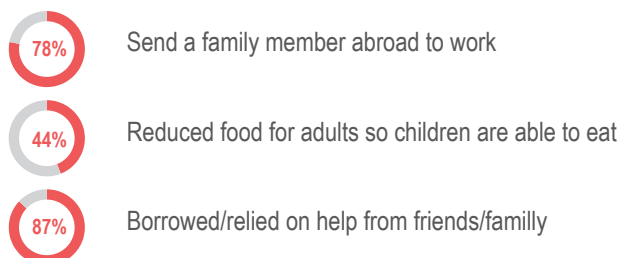 78% Send a family member abroad to work
44% Reduced food for adults so children are able to eat
87% Borrowed/relied on help from friends/familly